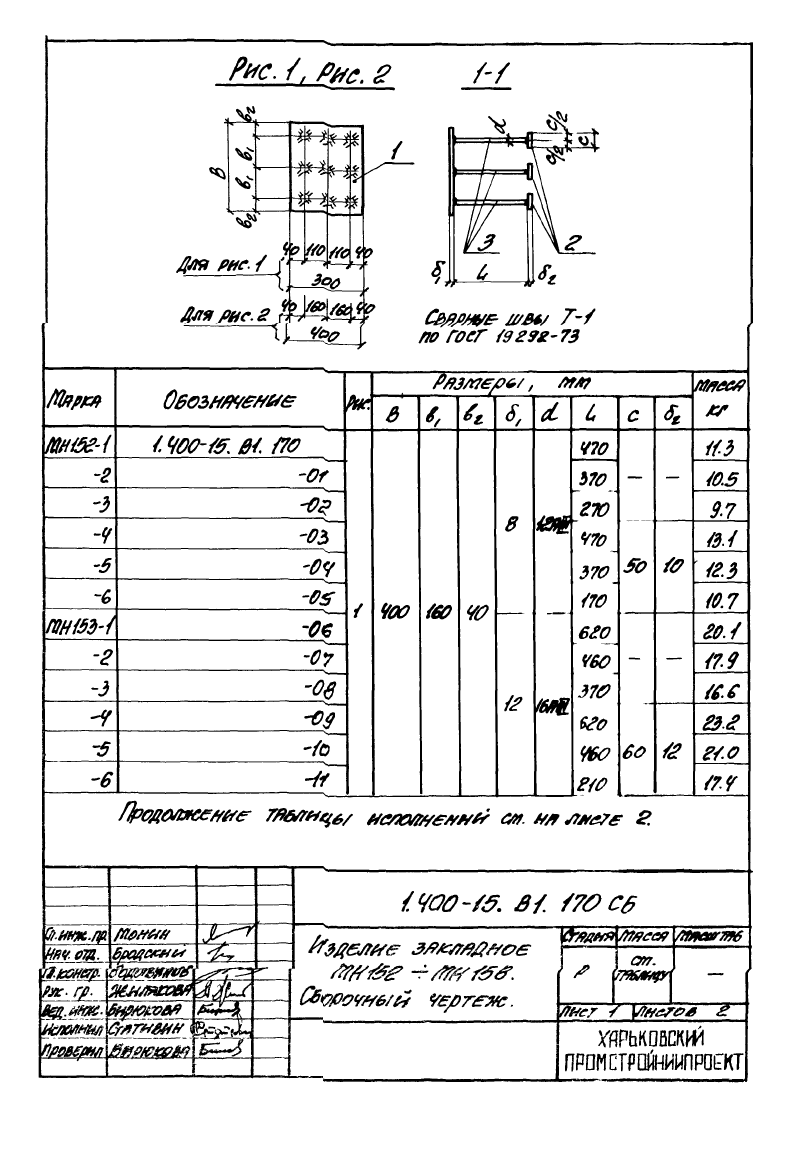 Рис. 1, Рис. 2
1-1
в2
в1
В
в1
в2
1
40 110 110 40
Для рис. 1
300
Для рис. 2
40 160 160 40
400
d
с/2
с/2
с
3
2
δ1 L δ2
Сварные швы Т-1
по ГОСТ 19292-73
Марка Обозначение Рис. Размеры, мм Масса кг
В в1 в2 δ1 d L с δ2
МН152-1 1.400-15.В1.170 1 400 160 40 8 12АIII 470 — — 11.3
-2 -01 370 10.5
-3 -02 270 9.7
-4 -03 470 50 10 13.1
-5 -04 370 12.3
-6 -05 170 10.7
МН153-1 -06 12 16АIII 620 — — 20.1
-2 -07 460 17.9
-3 -08 370 16.6
-4 -09 620 60 12 23.2
-5 -10 460 21.0
-6 -11 210 17.4
Продолжение таблицы исполнений см. на листе 2.
1.400-15.В1.170 СБ
Гл.инж.пр. Монин
Нач. отд. Бродский
Гл.констр.
Рук. гр.
Вед. инж. Бирюкова
Исполнил
Проверил Бирюкова
Изделие закладное
МН152 ÷ МН158.
Сборочный чертеж.
Стадия Масса Масштаб
Р См. таблицу —
Лист 1 Листов 2
ХАРЬКОВСКИЙ
ПРОМСТРОЙНИИПРОЕКТ